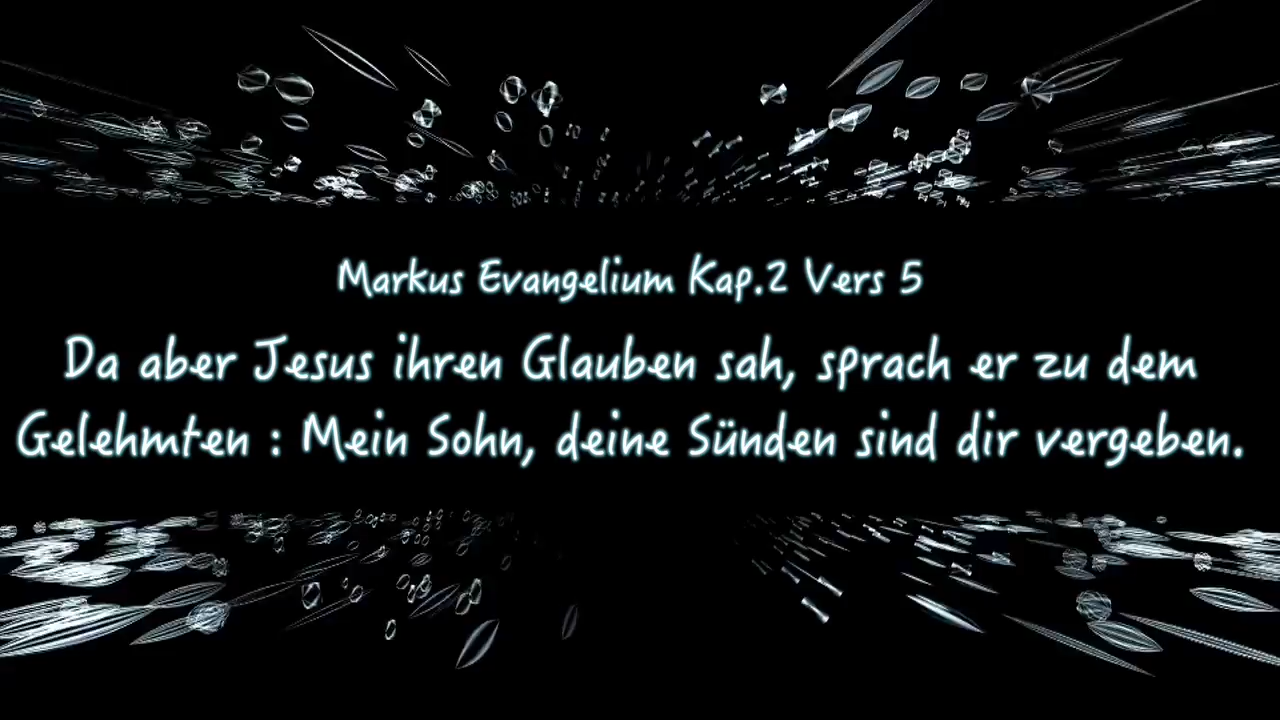 Markus Evangelium Kap.2 Vers 5
Da aber Jesus ihren Glauben sah, sprach er zu dem
Gelehmten : Mein Sohn, deine Sünden sind dir vergeben.